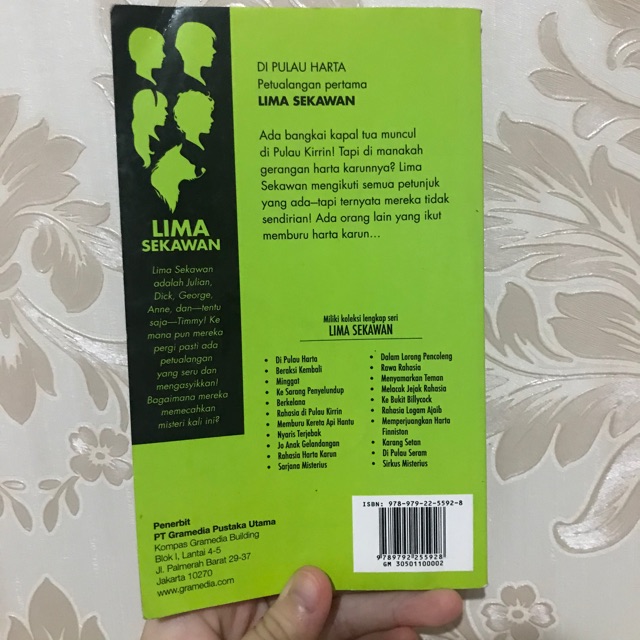 LIMA
SEKAWAN
Lima Sekawan
adalah Julian,
Dick, George,
Anne, dan—tentu
saja—Timmy! Ke
mana pun mereka
pergi pasti ada
petualangan
yang seru dan
mengasyikkan!
Bagaimana mereka
memecahkan
misteri kali ini?
DI PULAU HARTA
Petualangan pertama
LIMA SEKAWAN
Ada bangkai kapal tua muncul
di Pulau Kirrin! Tapi di manakah
gerangan harta karunnya? Lima
Sekawan mengikuti semua petunjuk
yang ada—tapi ternyata mereka tidak
sendirian! Ada orang lain yang ikut
memburu harta karun...
Miliki koleksi lengkap seri
LIMA SEKAWAN
• Di Pulau Harta
• Beraksi Kembali
• Minggat
• Ke Sarang Penyelundup
• Berkelana
• Rahasia di Pulau Kirrin
• Memburu Kereta Api Hantu
• Nyaris Terjebak
• Jo Anak Gelandangan
• Rahasia Harta Karun
• Sarjana Misterius
• Dalam Lorong Pencoleng
• Rawa Rahasia
• Menyamarkan Teman
• Melacak Jejak Rahasia
• Ke Bukit Billycock
• Rahasia Logam Ajaib
• Memperjuangkan Harta
Finniston
• Karang Setan
• Di Pulau Seram
• Sirkus Misterius
Penerbit
PT Gramedia Pustaka Utama
Kompas Gramedia Building
Blok I, Lantai 4-5
Jl. Palmerah Barat 29-37
Jakarta 10270
www.gramedia.com
ISBN: 978-979-22-5592-8
9789792255928
GM 30501100002